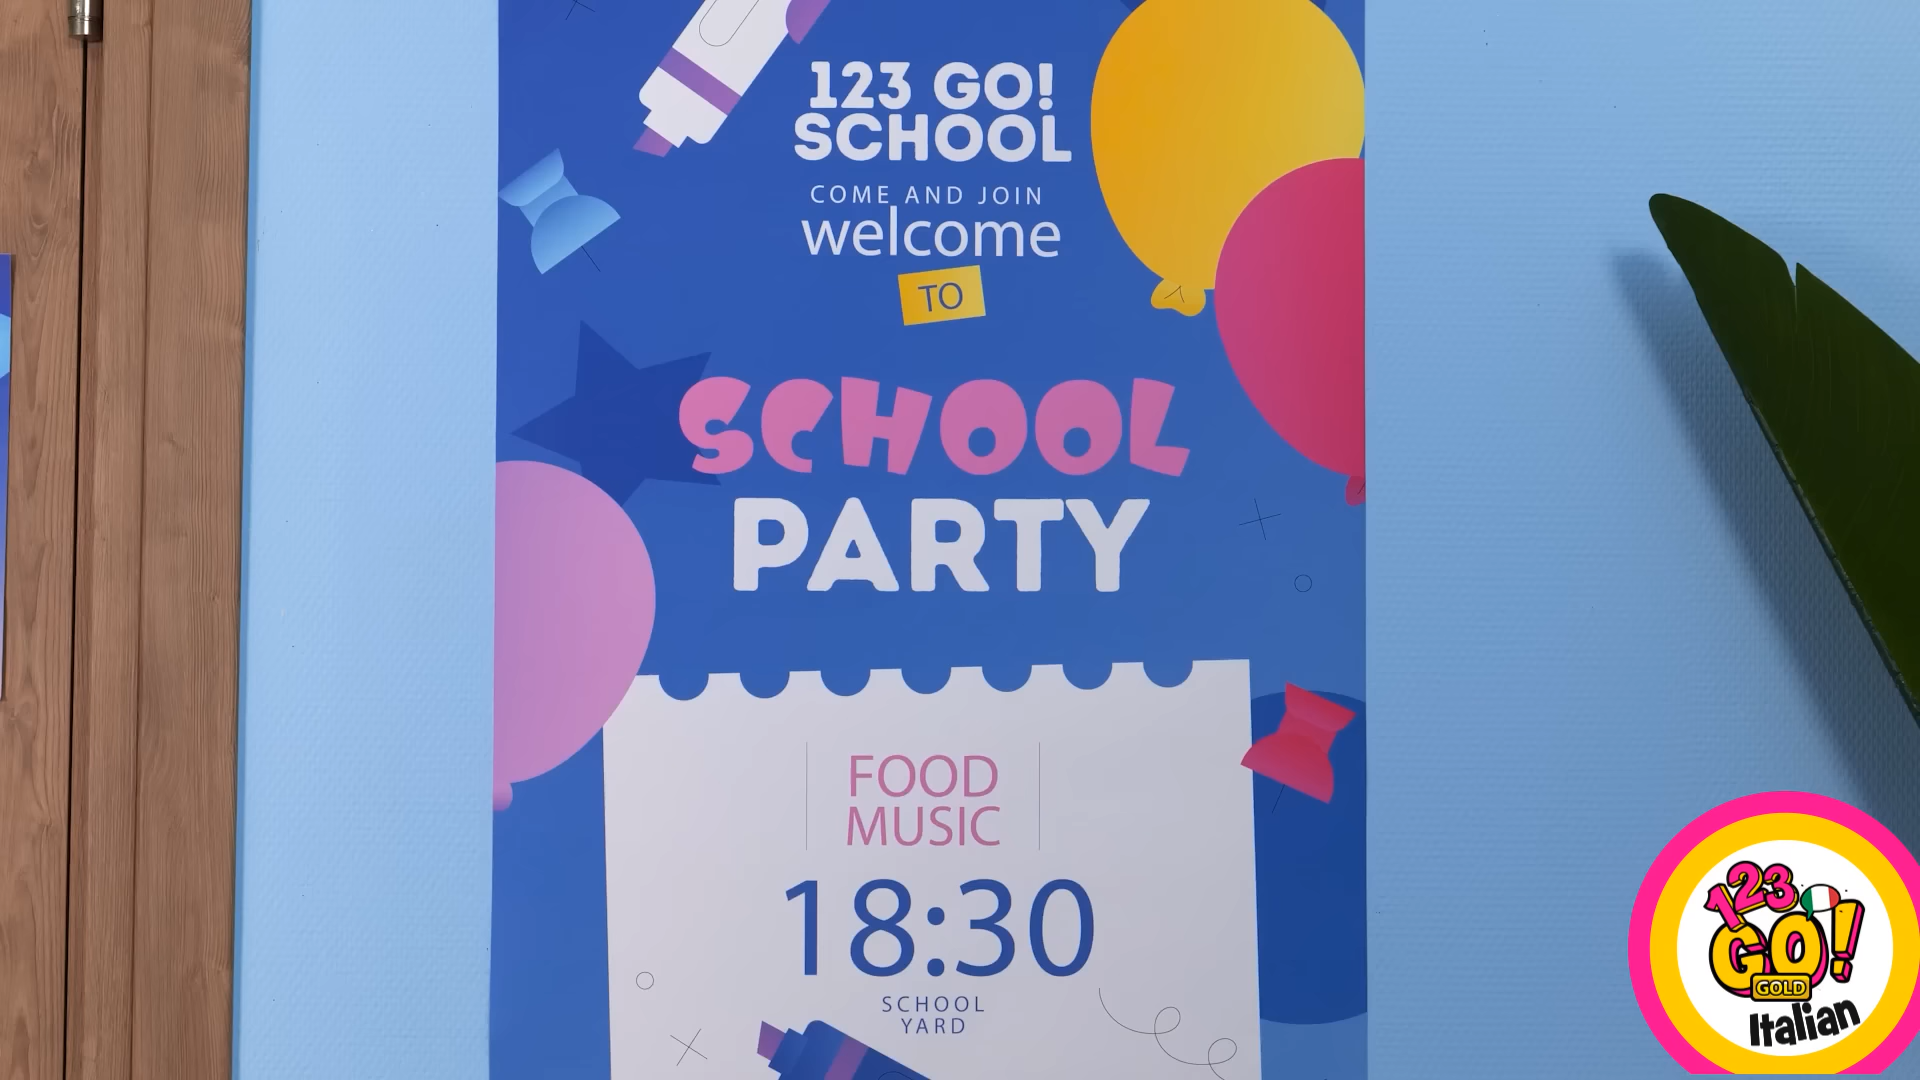 123 GO!
SCHOOL
COME AND JOIN
welcome
TO
SCHOOL
PARTY
FOOD
MUSIC
18:30
SCHOOL
YARD
123
GO!
GOLD
Italian